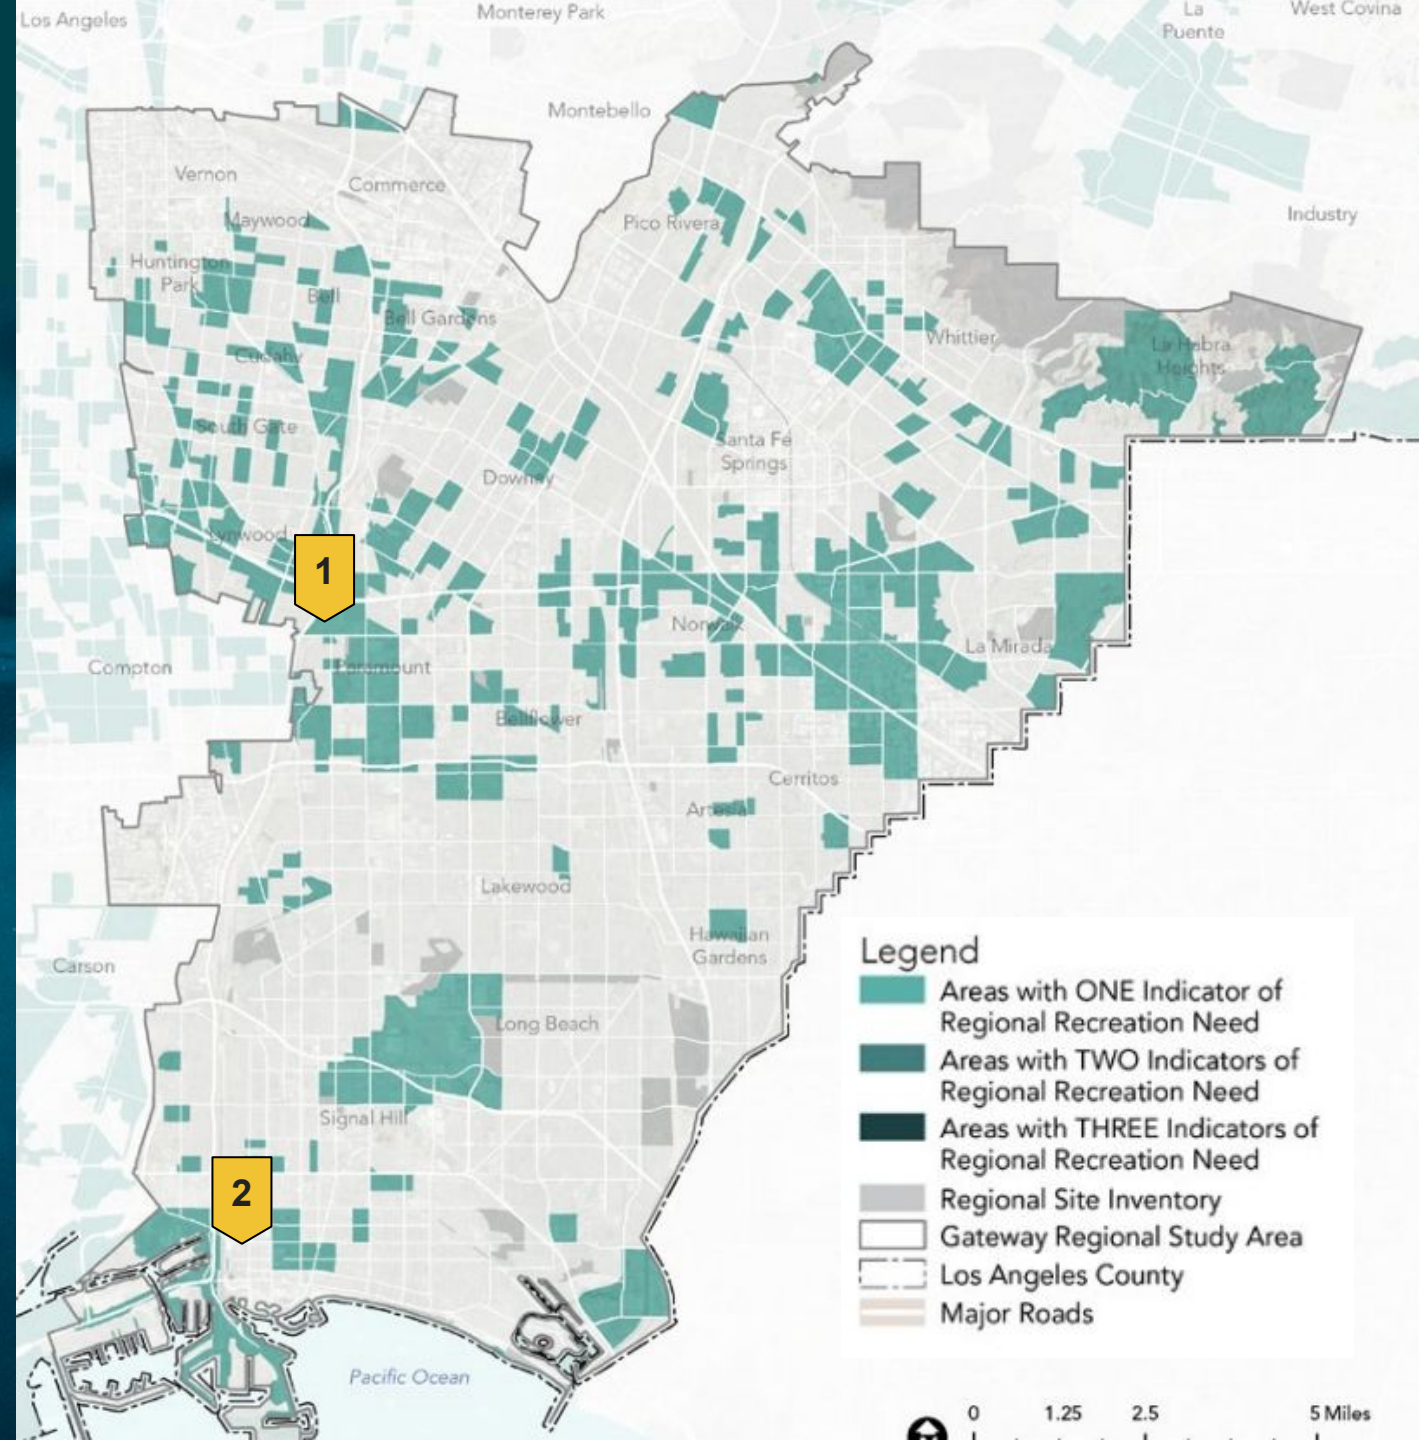 Los Angeles
Monterey Park
La
Puente
West Covina
Montebello
Vernon
Commerce
Industry
Maywood
Pico Rivera
Huntington
Park
Bell
Bell Gardens
Whittier
La Habra
Heights
Cudahy
South Gate
Santa Fe
Springs
Downey
Lynwood
1
Norwalk
La Mirada
Compton
Paramount
Bellflower
Cerritos
Artesia
Lakewood
Hawaiian
Gardens
Carson
Long Beach
Signal Hill
2
Pacific Ocean
Legend
Areas with ONE Indicator of
Regional Recreation Need
Areas with TWO Indicators of
Regional Recreation Need
Areas with THREE Indicators of
Regional Recreation Need
Regional Site Inventory
Gateway Regional Study Area
Los Angeles County
Major Roads
0 1.25 2.5 5 Miles